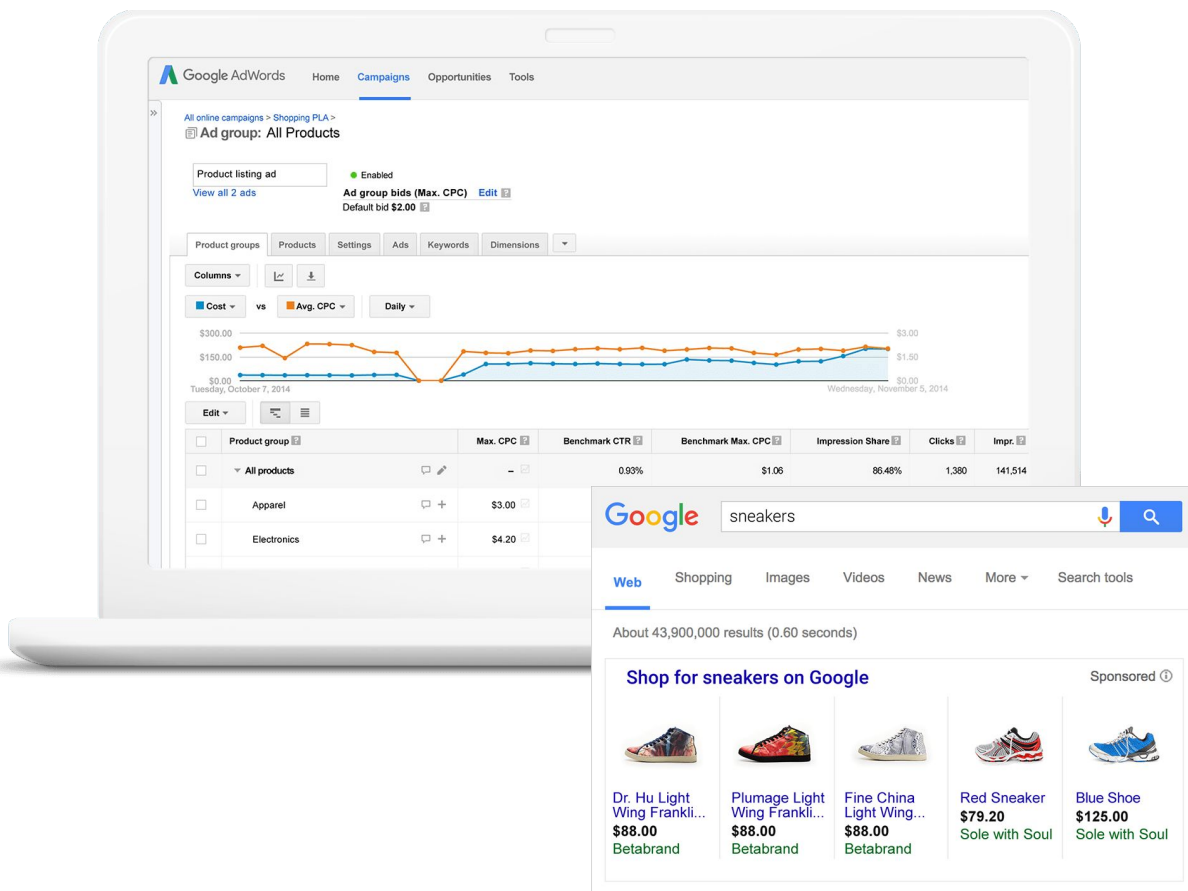 Google AdWords Home Campaigns Opportunities Tools
»
All online campaigns > Shopping PLA >
Ad group: All Products
Product listing ad
Enabled
View all 2 ads
Ad group bids (Max. CPC) Edit ?
Default bid $2.00 ?
Product groups Products Settings Ads Keywords Dimensions
Columns
Cost vs Avg. CPC Daily
$300.00 $3.00
$150.00 $1.50
$0.00 $0.00
Tuesday, October 7, 2014 Wednesday, November 5, 2014
Edit
Product group ? Max. CPC ? Benchmark CTR ? Benchmark Max. CPC ? Impression Share ? Clicks ? Impr. ?
All products – 0.93% $1.06 86.48% 1,380 141,514
Apparel $3.00
Electronics $4.20
Google sneakers
Web Shopping Images Videos News More Search tools
About 43,900,000 results (0.60 seconds)
Shop for sneakers on Google Sponsored
Dr. Hu Light
Wing Frankli...
$88.00
Betabrand
Plumage Light
Wing Frankli...
$88.00
Betabrand
Fine China
Light Wing...
$88.00
Betabrand
Red Sneaker
$79.20
Sole with Soul
Blue Shoe
$125.00
Sole with Soul